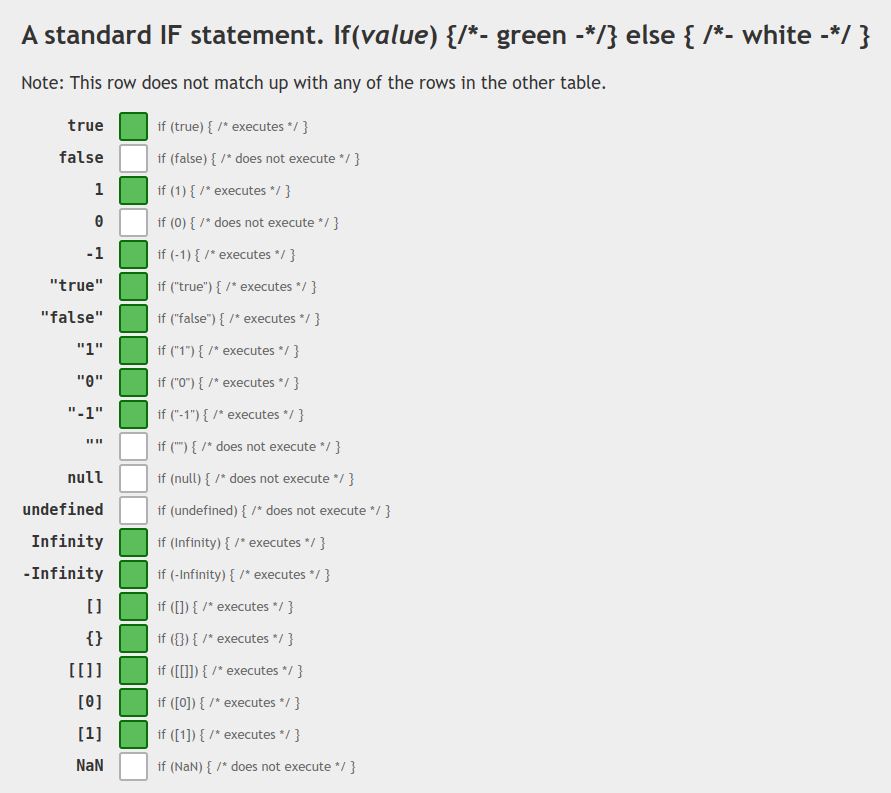 A standard IF statement. If(value) {/*- green -*/} else { /*- white -*/ }
Note: This row does not match up with any of the rows in the other table.
true if (true) { /* executes */ }
false if (false) { /* does not execute */ }
1 if (1) { /* executes */ }
0 if (0) { /* does not execute */ }
-1 if (-1) { /* executes */ }
"true" if ("true") { /* executes */ }
"false" if ("false") { /* executes */ }
"1" if ("1") { /* executes */ }
"0" if ("0") { /* executes */ }
"-1" if ("-1") { /* executes */ }
"" if ("") { /* does not execute */ }
null if (null) { /* does not execute */ }
undefined if (undefined) { /* does not execute */ }
Infinity if (Infinity) { /* executes */ }
-Infinity if (-Infinity) { /* executes */ }
[] if ([]) { /* executes */ }
{} if ({}) { /* executes */ }
[[]] if ([[]]) { /* executes */ }
[0] if ([0]) { /* executes */ }
[1] if ([1]) { /* executes */ }
NaN if (NaN) { /* does not execute */ }